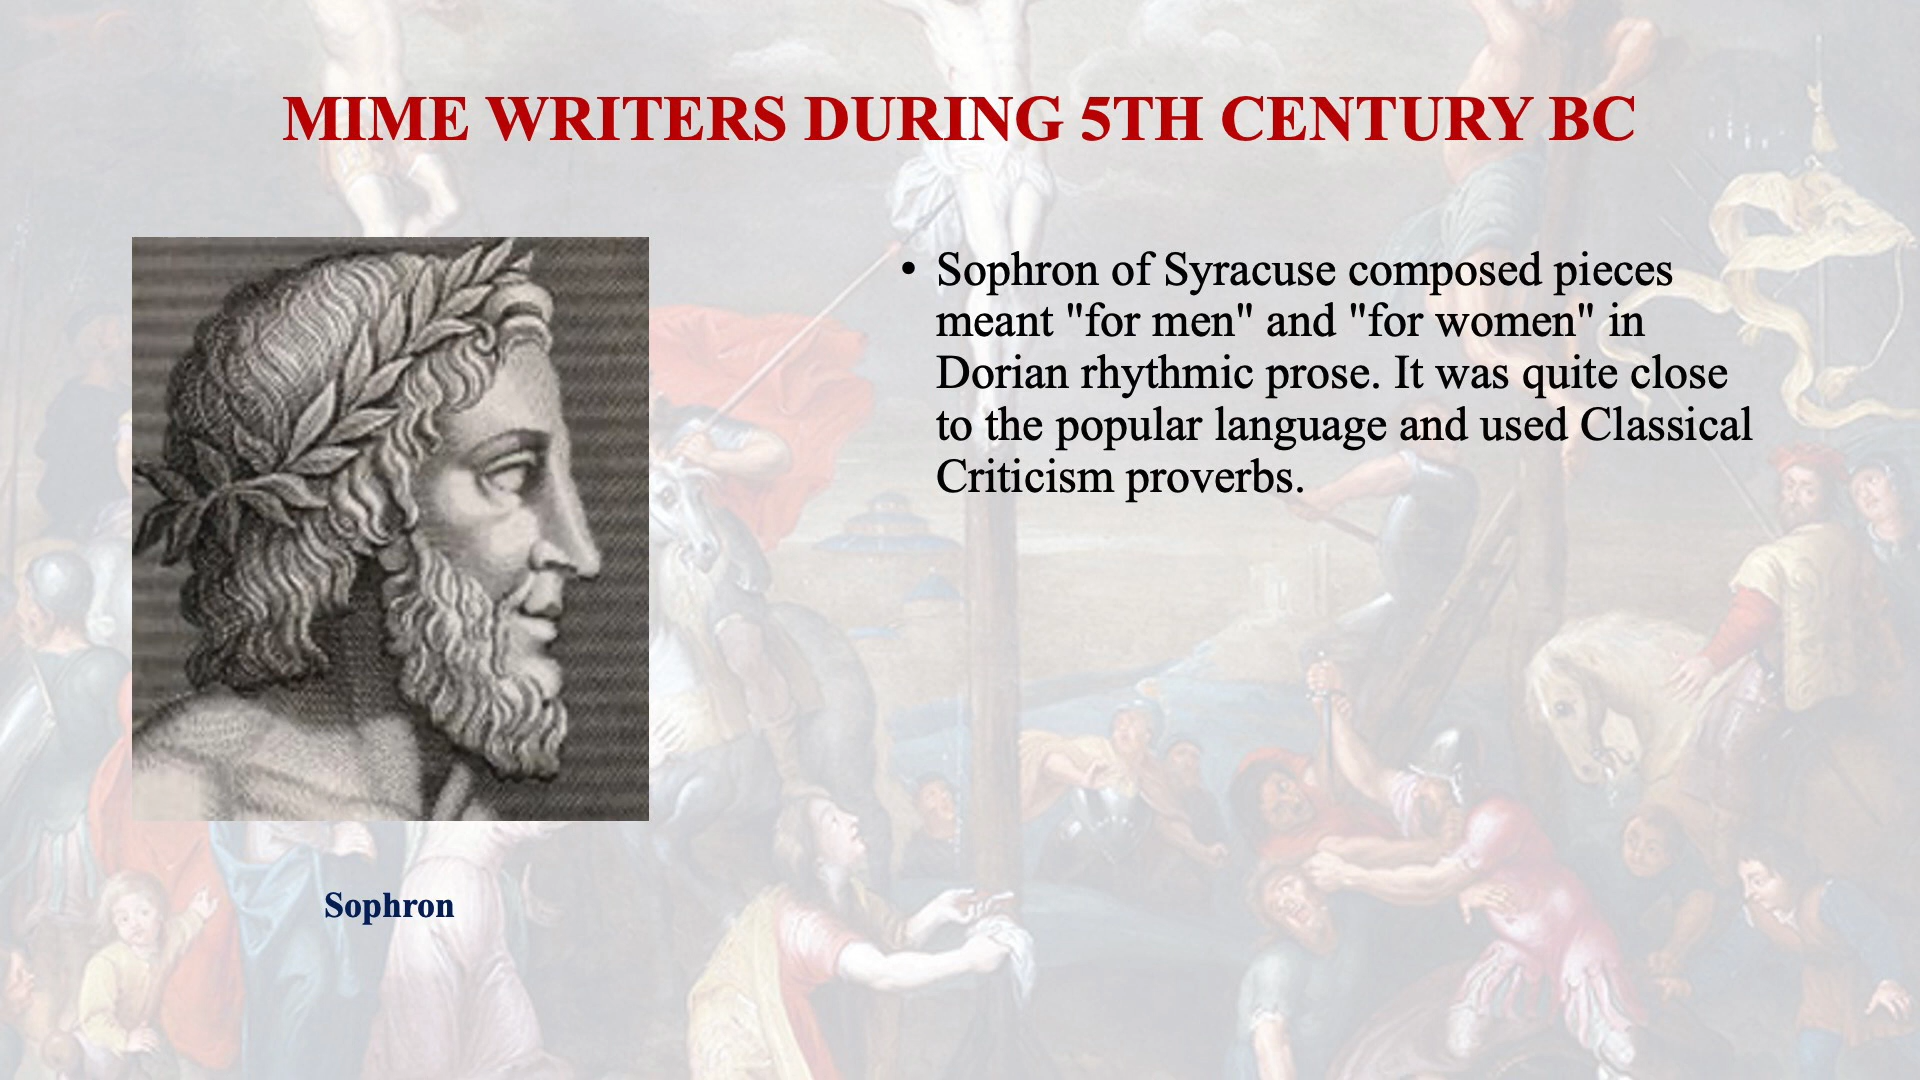 MIME WRITERS DURING 5TH CENTURY BC
• Sophron of Syracuse composed pieces
meant "for men" and "for women" in
Dorian rhythmic prose. It was quite close
to the popular language and used Classical
Criticism proverbs.
Sophron